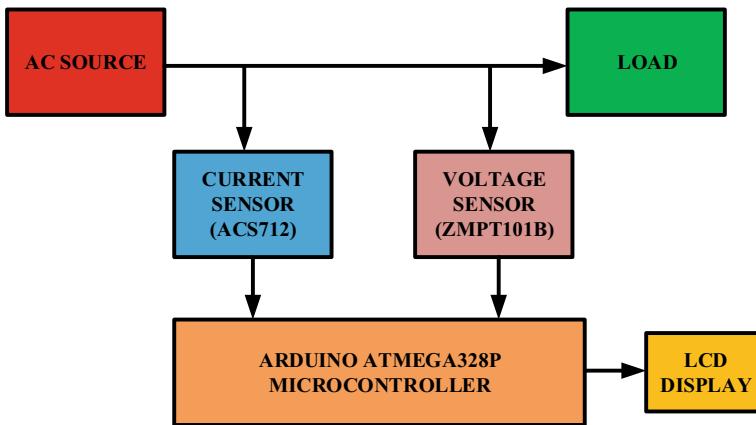 AC SOURCE
LOAD
CURRENT
SENSOR
(ACS712)
VOLTAGE
SENSOR
(ZMPT101B)
ARDUINO ATMEGA328P
MICROCONTROLLER
LCD
DISPLAY